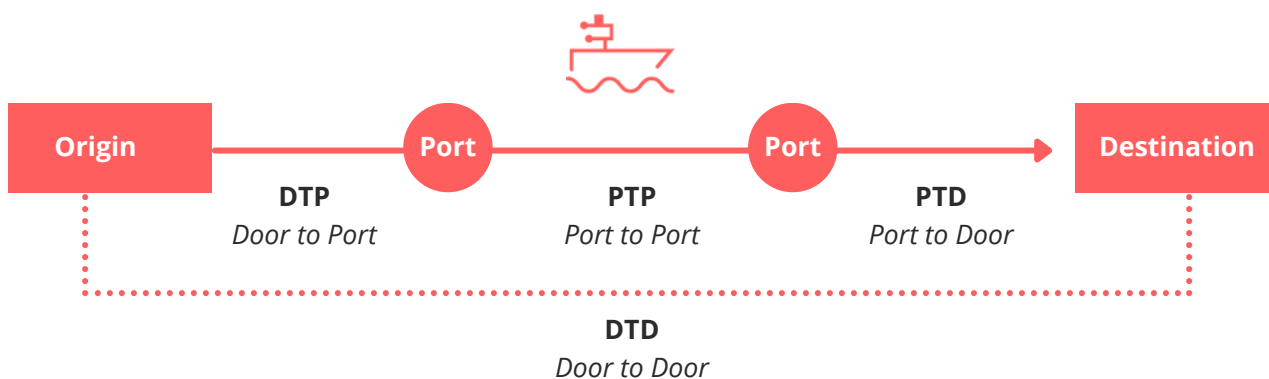 Origin
Port
Port
Destination
DTP
Door to Port
PTP
Port to Port
PTD
Port to Door
DTD
Door to Door